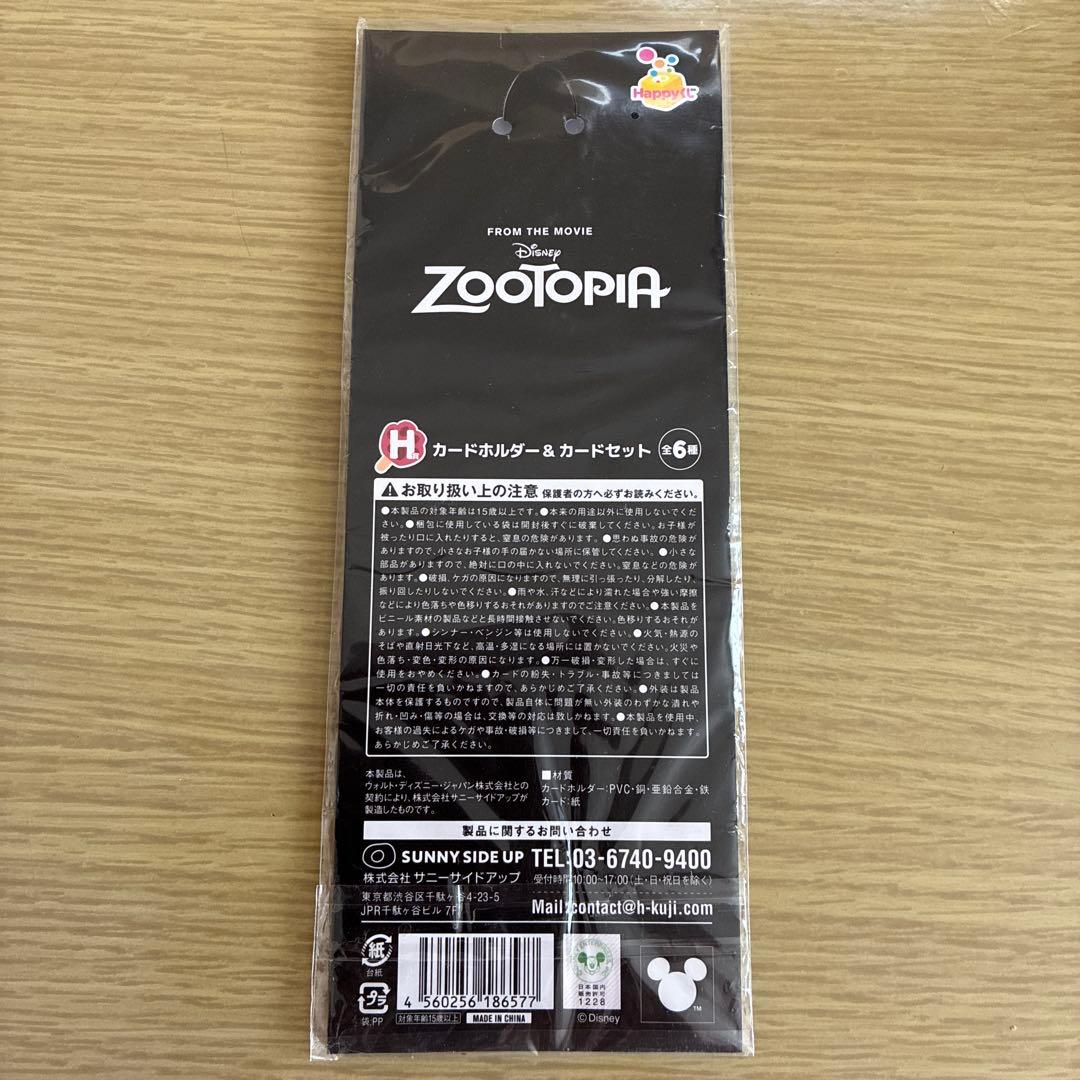 Happyくじ
FROM THE MOVIE
Disney
ZOOTOPIA
H賞 カードホルダー&カードセット 全6種
お取り扱い上の注意 保護者の方へ必ずお読みください。
●本製品の対象年齢は15歳以上です。●本来の用途以外に使用しないでくだ
さい。●梱包に使用している袋は開封後すぐに破棄してください。お子様が
被ったり口に入れたりすると、窒息の危険があります。●思わぬ事故の危険が
ありますので、小さなお子様の手の届かない場所に保管してください。●小さな
部品がありますので、絶対に口の中に入れないでください。窒息などの危険が
あります。●破損、ケガの原因になりますので、無理に引っ張ったり、分解したり、
振り回したりしないでください。●雨や水、汗などにより濡れた場合や強い摩擦
などにより色落ちや色移りするおそれがありますのでご注意ください。●本製品を
ビニール素材の製品などと長時間接触させないでください。色移りするおそれが
あります。●シンナー・ベンジン等は使用しないでください。●火気・熱源の
そばや直射日光下など、高温・多湿になる場所には置かないでください。火災や
色落ち・変色・変形の原因になります。●万一破損・変形した場合は、すぐに
使用をおやめください。●カードの紛失・トラブル・事故等につきましては
一切の責任を負いかねますので、あらかじめご了承ください。●外装は製品
本体を保護するものですので、製品自体に問題が無い外装のわずかな潰れや
折れ・凹み・傷等の場合は、交換等の対応は致しかねます。●本製品を使用中、
お客様の過失によるケガや事故・破損等につきまして、一切責任を負いかねます。
あらかじめご了承ください。
本製品は、
ウォルト・ディズニー・ジャパン株式会社との
契約により、株式会社サニーサイドアップが
製造したものです。
■材質
カードホルダー:PVC・銅・亜鉛合金・鉄
カード:紙
製品に関するお問い合わせ
SUNNY SIDE UP
株式会社 サニーサイドアップ
東京都渋谷区千駄ヶ谷4-23-5
JPR千駄ヶ谷ビル 7F
TEL:03-6740-9400
受付時間10:00~17:00(土・日・祝日を除く)
Mail:contact@h-kuji.com
紙
台紙
プラ
袋:PP
4 560256 186577
対象年齢15歳以上
MADE IN CHINA
日本国内
販売許可
1228
©Disney
TM